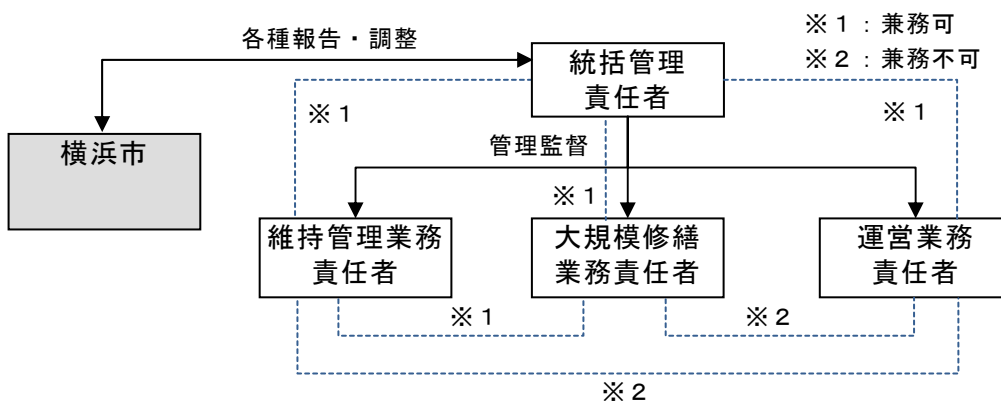 各種報告・調整
※１：兼務可
※２：兼務不可
統括管理
責任者
※１
※１
横浜市
管理監督
※１
維持管理業務
責任者
大規模修繕
業務責任者
運営業務
責任者
※１
※２
※２